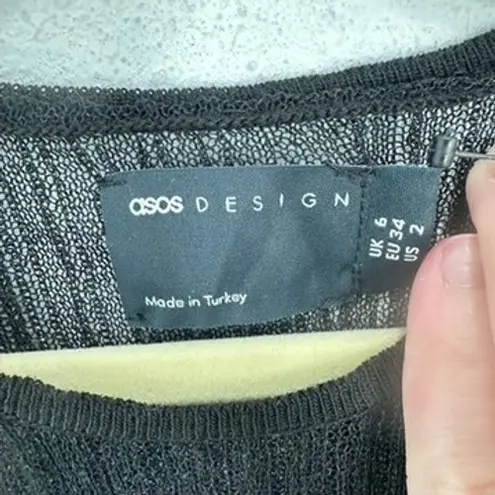 asos DESIGN
Made in Turkey
UK 6
EU 34
US 2